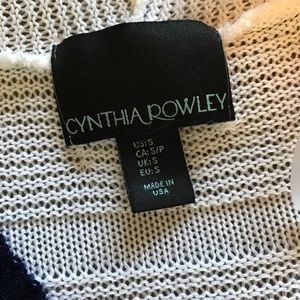 CYNTHIA ROWLEY
US:S
CA:S/P
UK:S
EU:S
MADE IN
USA